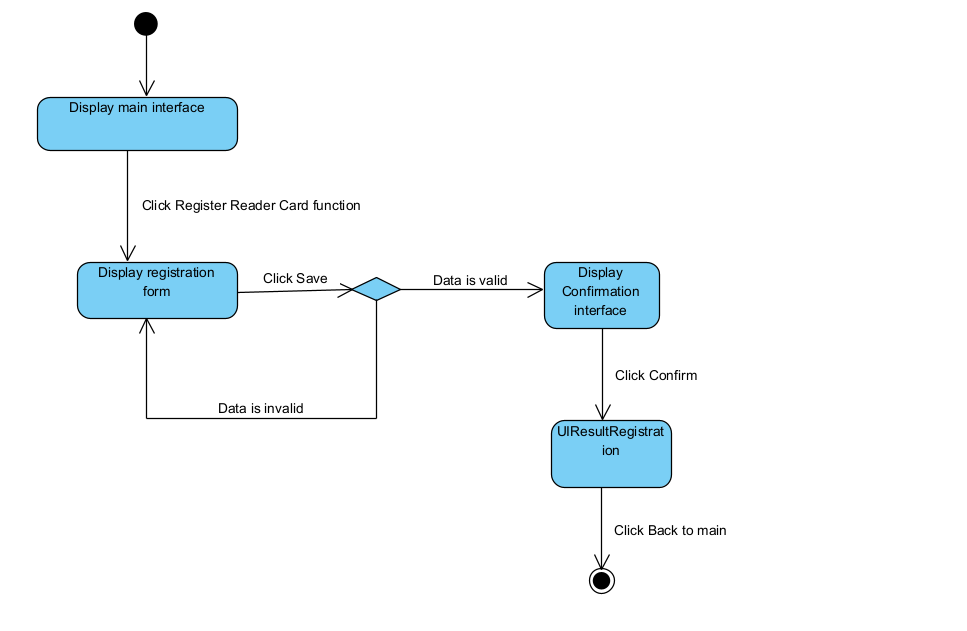 Display main interface
Click Register Reader Card function
Display registration
form
Click Save
Data is valid
Display
Confirmation
interface
Data is invalid
Click Confirm
UIResultRegistrat
ion
Click Back to main